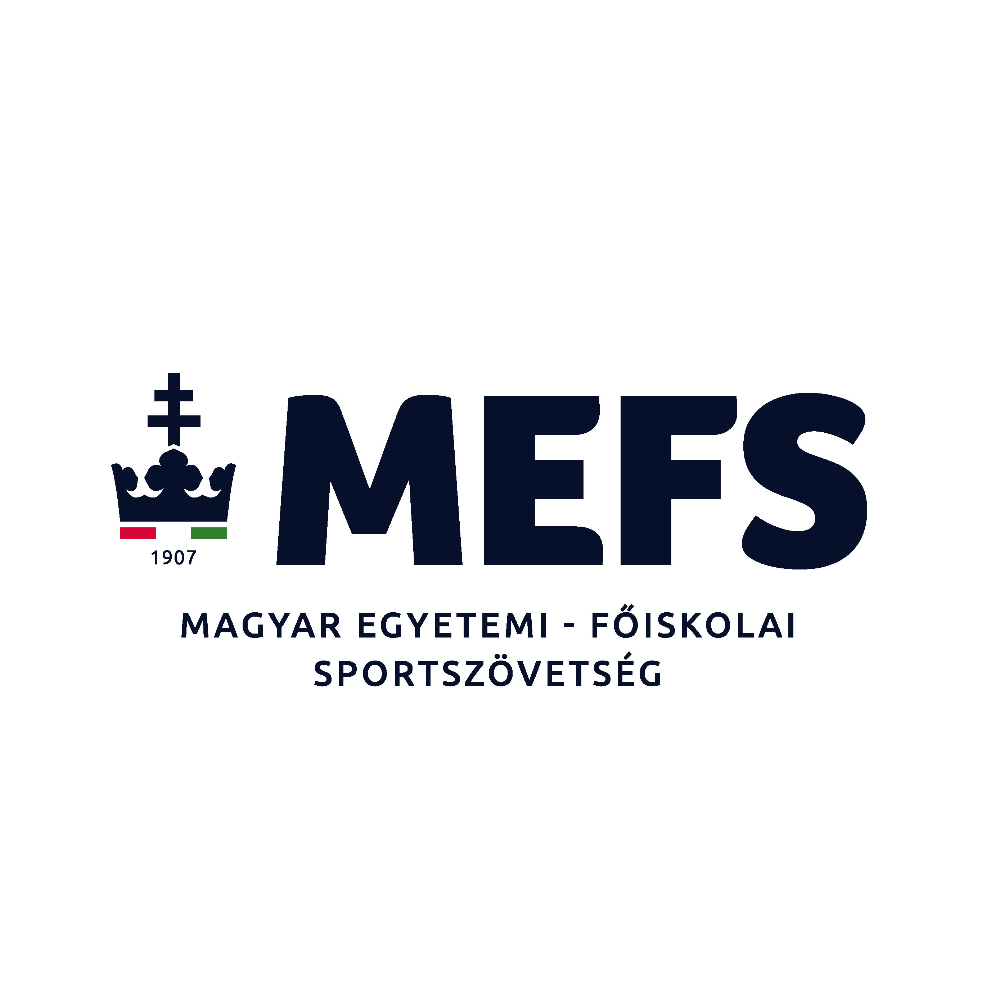 MEFS
1907
MAGYAR EGYETEMI - FŐISKOLAI
SPORTSZÖVETSÉG